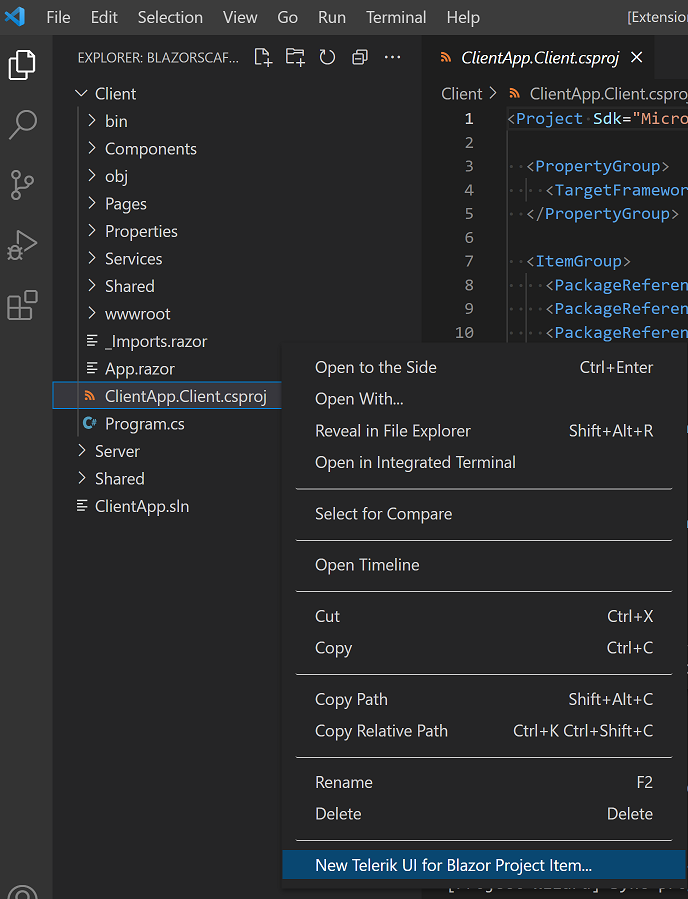 File Edit Selection View Go Run Terminal Help [Extension
EXPLORER: BLAZORSCAF... ClientApp.Client.csproj
Client Client > ClientApp.Client.cspro
bin 1 <Project Sdk="Micro
Components 2
obj 3 <PropertyGroup>
Pages 4 <TargetFramewor
Properties 5 </PropertyGroup>
Services 6
Shared 7 <ItemGroup>
wwwroot 8 <PackageReferen
_Imports.razor 9 <PackageReferen
App.razor 10 <PackageReferen
ClientApp.Client.csproj
C# Program.cs
Server
Shared
ClientApp.sln
Open to the Side Ctrl+Enter
Open With...
Reveal in File Explorer Shift+Alt+R
Open in Integrated Terminal
Select for Compare
Open Timeline
Cut Ctrl+X
Copy Ctrl+C
Copy Path Shift+Alt+C
Copy Relative Path Ctrl+K Ctrl+Shift+C
Rename F2
Delete Delete
New Telerik UI for Blazor Project Item...